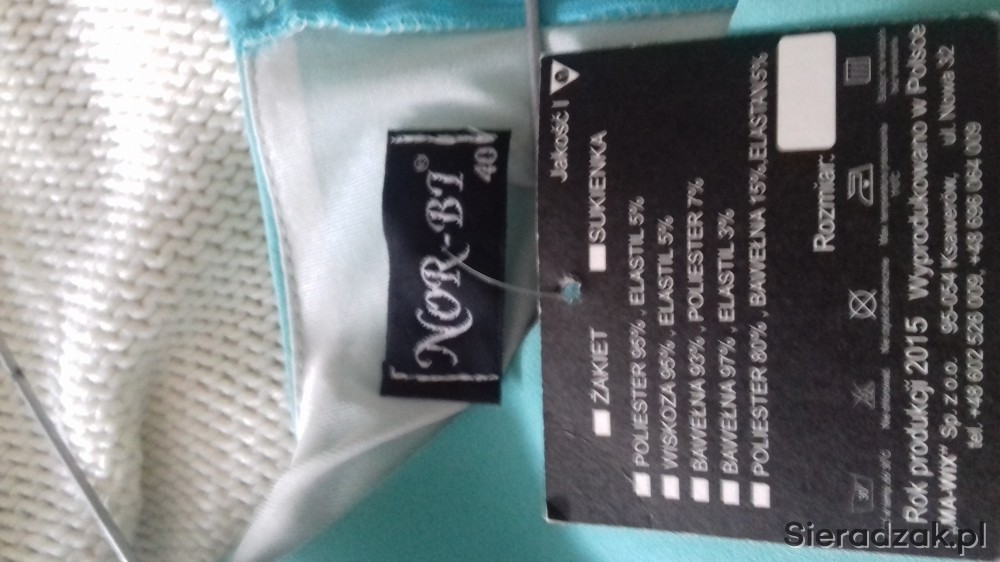 NOR-BI®
40
Jakość I
ŻAKIET SUKIENKA
POLIESTER 95% , ELASTIL 5%
WISKOZA 95% , ELASTIL 5%
BAWEŁNA 93% , POLIESTER 7%
BAWEŁNA 97% , ELASTIL 3%
POLIESTER 80% , BAWEŁNA 15%,ELASTAN5%
Rozmiar:
30
Rok produkcji 2015 Wyprodukowano w Polsce
MA-WIX" Sp. z o.o. 95-054 Ksawerów, ul. Nowa 32
tel. +48 602 528 009, +48 696 064 009
Sieradzak.pl